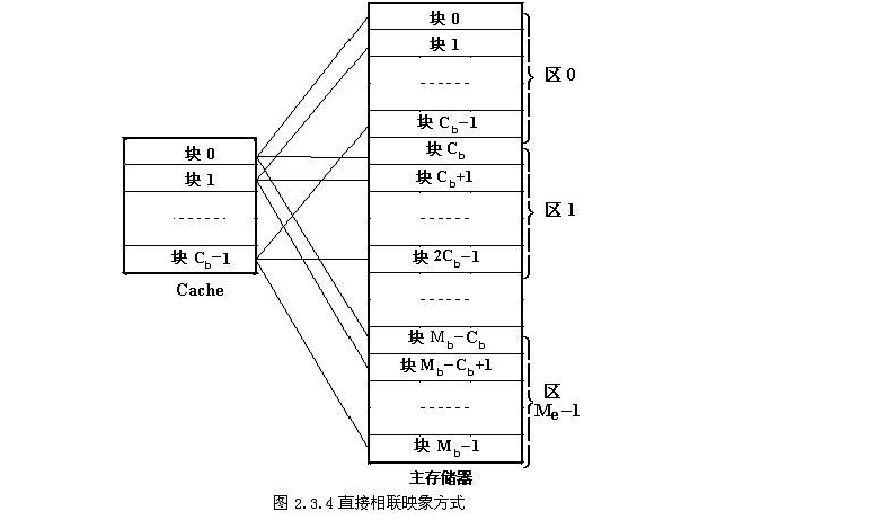 块 0
块 1
区 0
块 C_b-1
块 C_b
块 C_b+1
区 1
块 2C_b-1
块 0
块 1
块 C_b-1
Cache
块 M_b-C_b
块 M_b-C_b+1
区
M_e-1
块 M_b-1
主存储器
图 2.3.4 直接相联映象方式